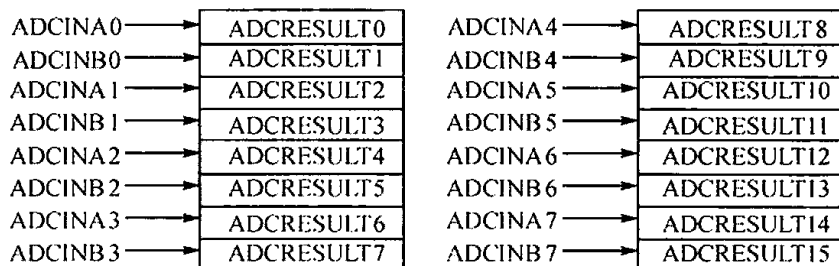 ADCINA0 ADCRESULT0
ADCINB0 ADCRESULT1
ADCINA1 ADCRESULT2
ADCINB1 ADCRESULT3
ADCINA2 ADCRESULT4
ADCINB2 ADCRESULT5
ADCINA3 ADCRESULT6
ADCINB3 ADCRESULT7
ADCINA4 ADCRESULT8
ADCINB4 ADCRESULT9
ADCINA5 ADCRESULT10
ADCINB5 ADCRESULT11
ADCINA6 ADCRESULT12
ADCINB6 ADCRESULT13
ADCINA7 ADCRESULT14
ADCINB7 ADCRESULT15